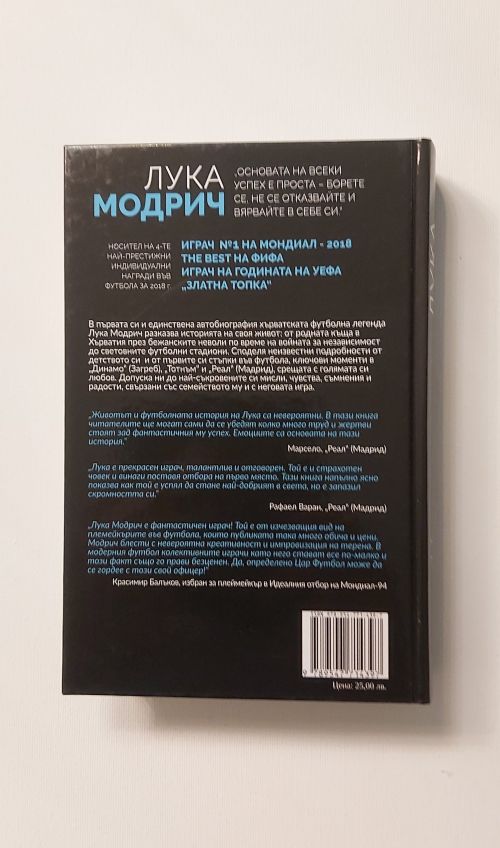 ЛУКА
МОДРИЧ
„ОСНОВАТА НА ВСЕКИ
УСПЕХ Е ПРОСТА – БОРЕТЕ
СЕ, НЕ СЕ ОТКАЗВАЙТЕ И
ВЯРВАЙТЕ В СЕБЕ СИ."
НОСИТЕЛ НА 4-ТЕ
НАЙ-ПРЕСТИЖНИ
ИНДИВИДУАЛНИ
НАГРАДИ ВЪВ
ФУТБОЛА ЗА 2018 г.
ИГРАЧ №1 НА МОНДИАЛ - 2018
THE BEST НА ФИФА
ИГРАЧ НА ГОДИНАТА НА УЕФА
„ЗЛАТНА ТОПКА"
В първата си и единствена автобиография хърватската футболна легенда
Лука Модрич разказва историята на своя живот: от родната къща в
Хърватия през бежанските неволи по време на войната за независимост
до световните футболни стадиони. Споделя неизвестни подробности от
детството си и от първите си стъпки във футбола, ключови моменти в
„Динамо" (Загреб), „Тотнъм" и „Реал" (Мадрид), срещата с голямата си
любов. Допуска ни до най-съкровените си мисли, чувства, съмнения и
радости, свързани със семейството му и с неговата игра.
„Животът и футболната история на Лука са невероятни. В тази книга
читателите ще могат сами да се убедят колко много труд и жертви
стоят зад фантастичния му успех. Емоциите са основата на тази
история."
Марсело, „Реал" (Мадрид)
„Лука е прекрасен играч, талантлив и отговорен. Той е и страхотен
човек и винаги поставя отбора на първо място. Тази книга напълно ясно
показва как той е успял да стане най-добрият в света, но е запазил
скромността си."
Рафаел Варан, „Реал" (Мадрид)
„Лука Модрич е фантастичен играч! Той е от изчезващия вид на
плеймейкърите във футбола, които публиката така много обича и цени.
Модрич блести с невероятна креативност и импровизация на терена. В
модерния футбол колективните играчи като него стават все по-малко и
този факт също го прави безценен. Да, определено Цар Футбол може да
се гордее с този свой офицер!"
Красимир Балъков, избран за плеймейкър в Идеалния отбор на Мондиал-94
Цена: 25,00 лв.